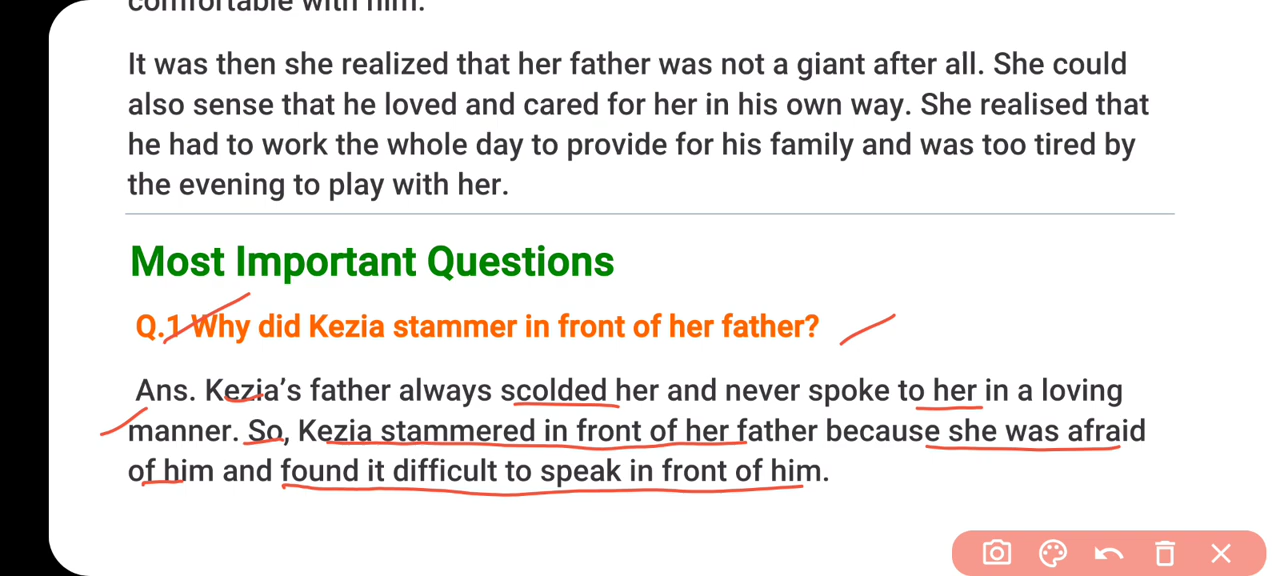 comfortable with him.
It was then she realized that her father was not a giant after all. She could
also sense that he loved and cared for her in his own way. She realised that
he had to work the whole day to provide for his family and was too tired by
the evening to play with her.
Most Important Questions
Q.1 Why did Kezia stammer in front of her father?
Ans. Kezia’s father always scolded her and never spoke to her in a loving
manner. So, Kezia stammered in front of her father because she was afraid
of him and found it difficult to speak in front of him.